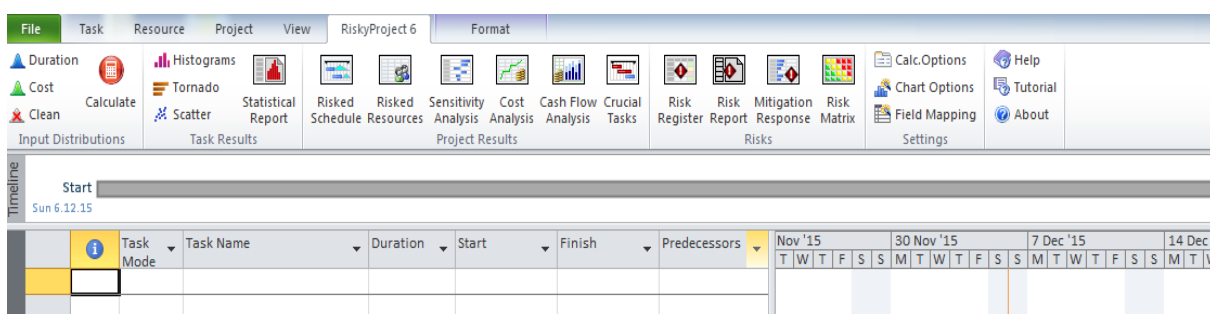 File Task Resource Project View RiskyProject 6 Format
Duration
Cost
Clean
Calculate
Input Distributions
Histograms
Tornado
Scatter
Statistical
Report
Task Results
Risked
Schedule
Risked
Resources
Sensitivity
Analysis
Cost
Analysis
Cash Flow
Analysis
Crucial
Tasks
Project Results
Risk
Register
Risk
Report
Mitigation
Response
Risk
Matrix
Risks
Calc.Options
Chart Options
Field Mapping
Settings
Help
Tutorial
About
Timeline
Start
Sun 6.12.15
Task
Mode
Task Name
Duration
Start
Finish
Predecessors
Nov '15 30 Nov '15 7 Dec '15 14 Dec
T W T F S S M T W T F S S M T W T F S S M T